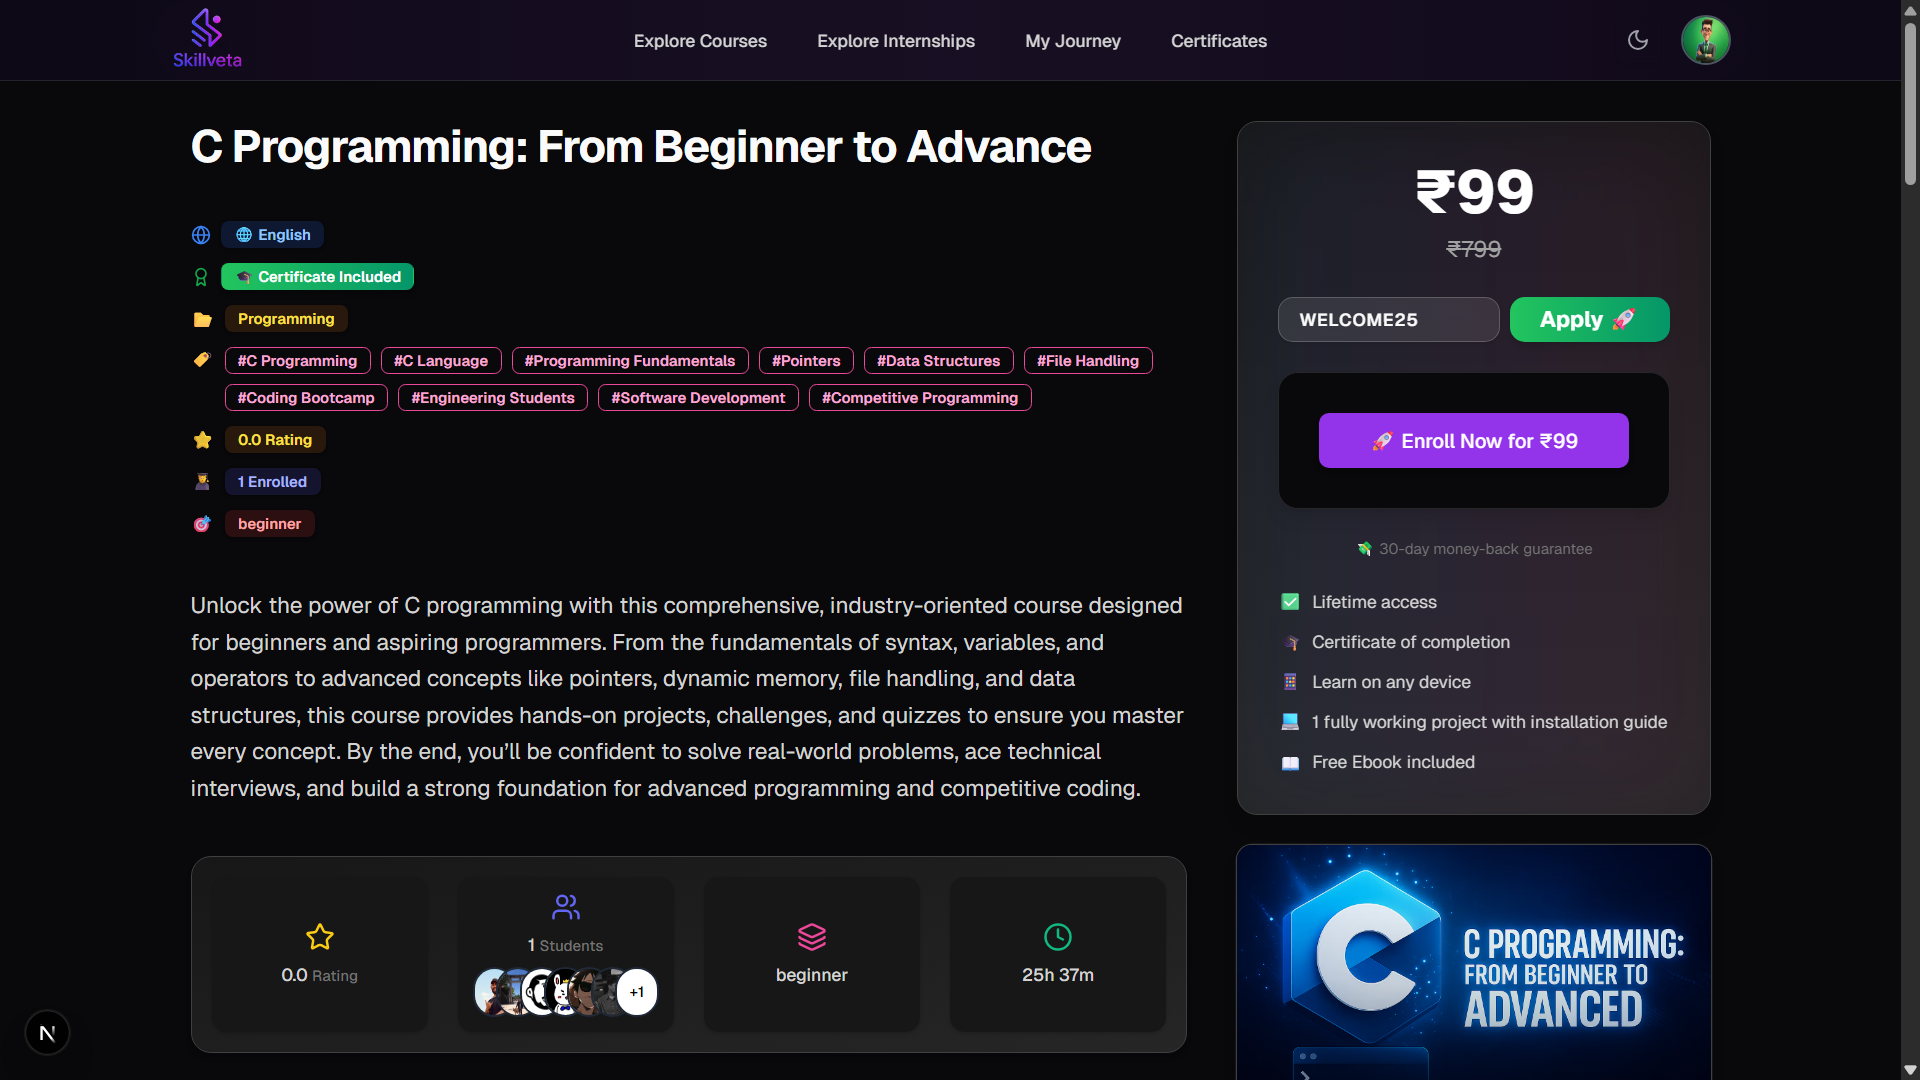 Skillveta
Explore Courses
Explore Internships
My Journey
Certificates
C Programming: From Beginner to Advance
English
Certificate Included
Programming
#C Programming
#C Language
#Programming Fundamentals
#Pointers
#Data Structures
#File Handling
#Coding Bootcamp
#Engineering Students
#Software Development
#Competitive Programming
0.0 Rating
1 Enrolled
beginner
Unlock the power of C programming with this comprehensive, industry-oriented course designed
for beginners and aspiring programmers. From the fundamentals of syntax, variables, and
operators to advanced concepts like pointers, dynamic memory, file handling, and data
structures, this course provides hands-on projects, challenges, and quizzes to ensure you master
every concept. By the end, you’ll be confident to solve real-world problems, ace technical
interviews, and build a strong foundation for advanced programming and competitive coding.
0.0 Rating
1 Students
+1
beginner
25h 37m
₹99
₹799
WELCOME25
Apply 🚀
🚀 Enroll Now for ₹99
💸 30-day money-back guarantee
Lifetime access
Certificate of completion
Learn on any device
1 fully working project with installation guide
Free Ebook included
C
C PROGRAMMING:
FROM BEGINNER TO
ADVANCED
N